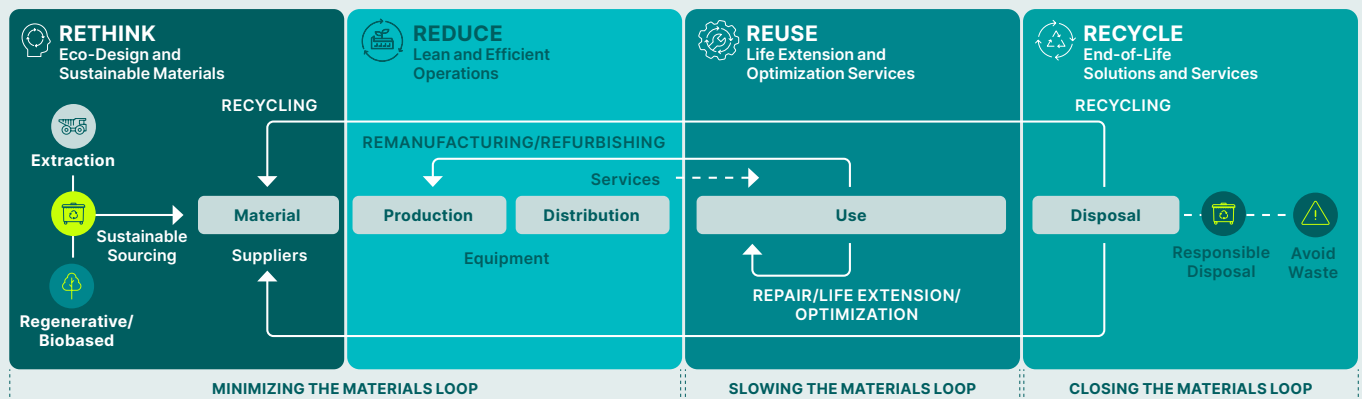 RETHINK
Eco-Design and
Sustainable Materials
RECYCLING
Extraction
Sustainable
Sourcing
Regenerative/
Biobased
Material
Suppliers
REDUCE
Lean and Efficient
Operations
REMANUFACTURING/REFURBISHING
Services
Production
Distribution
Equipment
REUSE
Life Extension and
Optimization Services
Use
REPAIR/LIFE EXTENSION/
OPTIMIZATION
RECYCLE
End-of-Life
Solutions and Services
RECYCLING
Disposal
Responsible
Disposal
Avoid
Waste
MINIMIZING THE MATERIALS LOOP
SLOWING THE MATERIALS LOOP
CLOSING THE MATERIALS LOOP